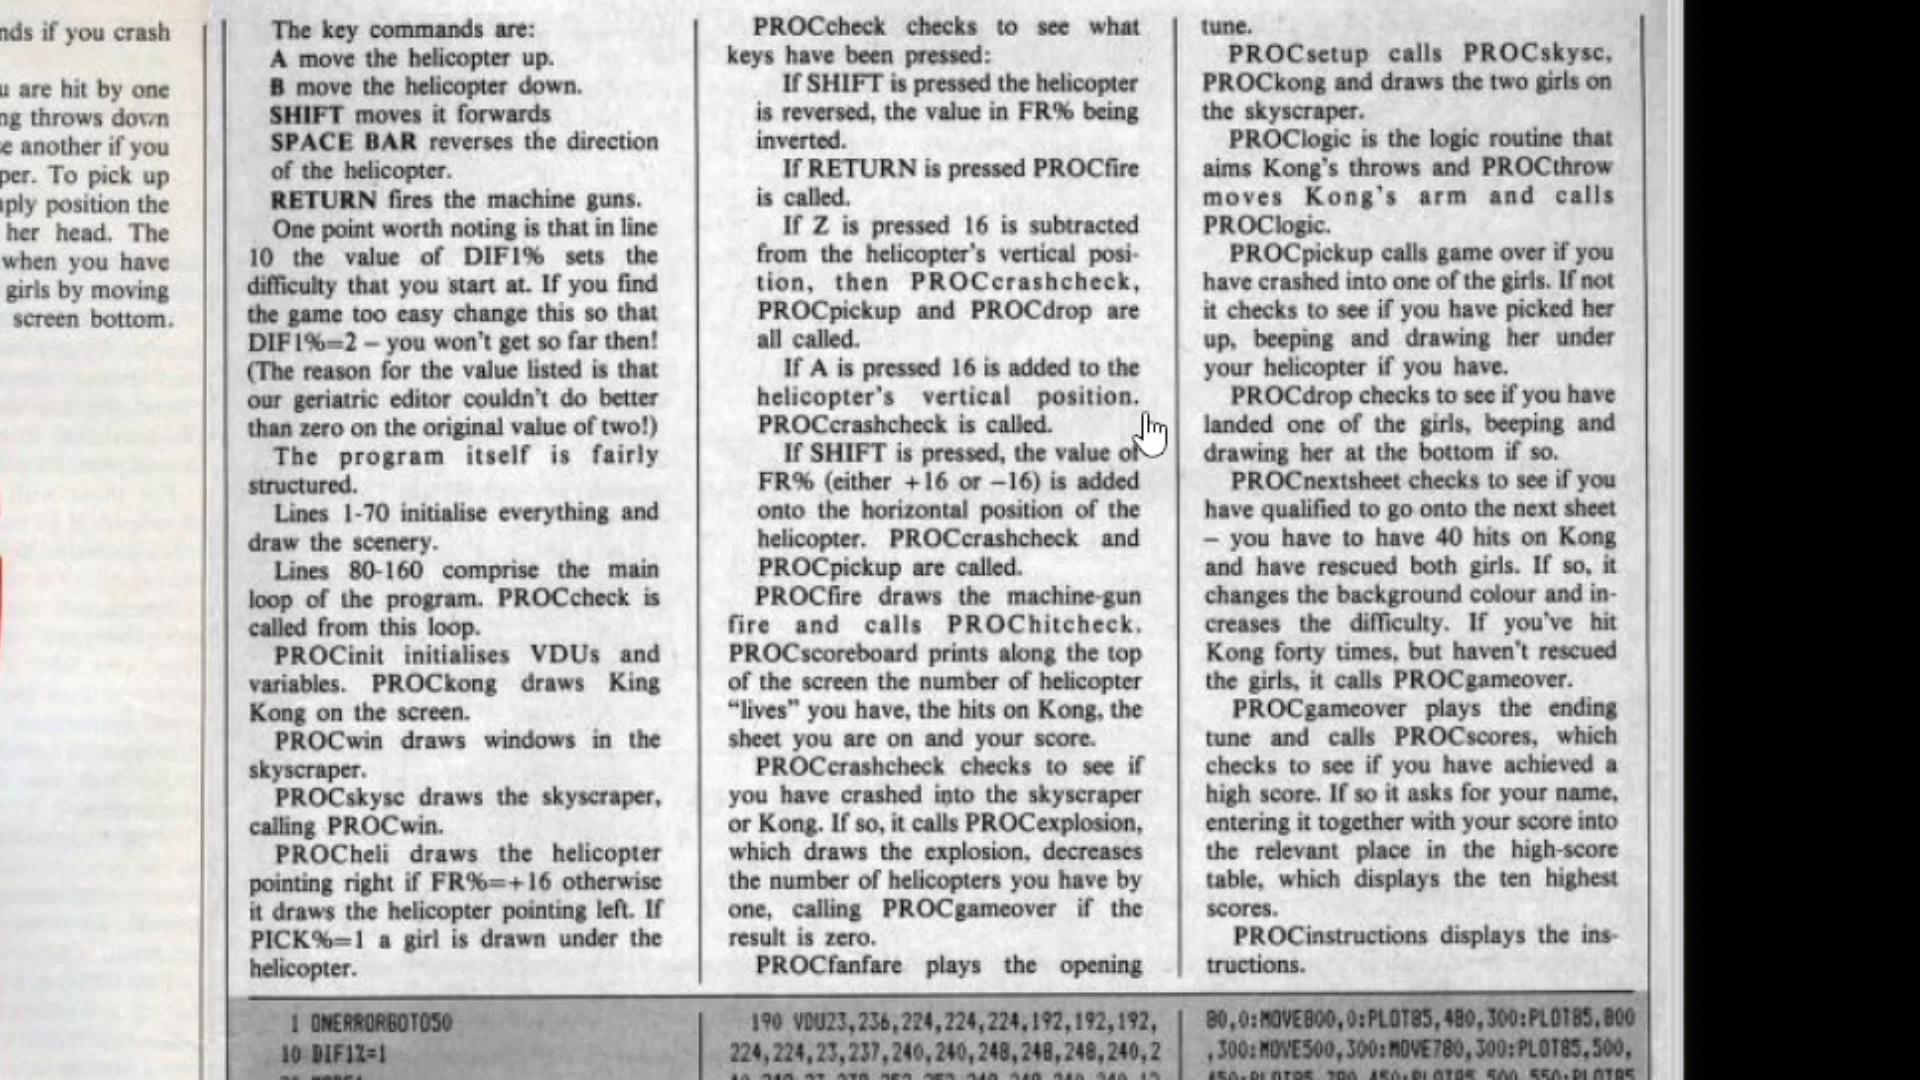 nds if you crash
u are hit by one
ng throws down
e another if you
per. To pick up
ply position the
her head. The
when you have
girls by moving
screen bottom.
The key commands are:
A move the helicopter up.
B move the helicopter down.
SHIFT moves it forwards
SPACE BAR reverses the direction
of the helicopter.
RETURN fires the machine guns.
One point worth noting is that in line
10 the value of DIF1% sets the
difficulty that you start at. If you find
the game too easy change this so that
DIF1%=2 – you won't get so far then!
(The reason for the value listed is that
our geriatric editor couldn't do better
than zero on the original value of two!)
The program itself is fairly
structured.
Lines 1-70 initialise everything and
draw the scenery.
Lines 80-160 comprise the main
loop of the program. PROCcheck is
called from this loop.
PROCinit initialises VDUs and
variables. PROCkong draws King
Kong on the screen.
PROCwin draws windows in the
skyscraper.
PROCskysc draws the skyscraper,
calling PROCwin.
PROCheli draws the helicopter
pointing right if FR%=+16 otherwise
it draws the helicopter pointing left. If
PICK%=1 a girl is drawn under the
helicopter.
PROCcheck checks to see what
keys have been pressed:
If SHIFT is pressed the helicopter
is reversed, the value in FR% being
inverted.
If RETURN is pressed PROCfire
is called.
If Z is pressed 16 is subtracted
from the helicopter's vertical posi-
tion, then PROCcrashcheck,
PROCpickup and PROCdrop are
all called.
If A is pressed 16 is added to the
helicopter's vertical position.
PROCcrashcheck is called.
If SHIFT is pressed, the value of
FR% (either +16 or –16) is added
onto the horizontal position of the
helicopter. PROCcrashcheck and
PROCpickup are called.
PROCfire draws the machine-gun
fire and calls PROChitcheck.
PROCscoreboard prints along the top
of the screen the number of helicopter
“lives” you have, the hits on Kong, the
sheet you are on and your score.
PROCcrashcheck checks to see if
you have crashed into the skyscraper
or Kong. If so, it calls PROCexplosion,
which draws the explosion, decreases
the number of helicopters you have by
one, calling PROCgameover if the
result is zero.
PROCfanfare plays the opening
tune.
PROCsetup calls PROCskysc,
PROCkong and draws the two girls on
the skyscraper.
PROClogic is the logic routine that
aims Kong's throws and PROCthrow
moves Kong's arm and calls
PROClogic.
PROCpickup calls game over if you
have crashed into one of the girls. If not
it checks to see if you have picked her
up, beeping and drawing her under
your helicopter if you have.
PROCdrop checks to see if you have
landed one of the girls, beeping and
drawing her at the bottom if so.
PROCnextsheet checks to see if you
have qualified to go onto the next sheet
– you have to have 40 hits on Kong
and have rescued both girls. If so, it
changes the background colour and in-
creases the difficulty. If you've hit
Kong forty times, but haven't rescued
the girls, it calls PROCgameover.
PROCgameover plays the ending
tune and calls PROCscores, which
checks to see if you have achieved a
high score. If so it asks for your name,
entering it together with your score into
the relevant place in the high-score
table, which displays the ten highest
scores.
PROCinstructions displays the ins-
tructions.
1 ONERRORGOTO50
10 DIF1%=1
190 VDU23,236,224,224,224,192,192,192,
224,224,23,237,240,240,248,248,248,240,2
80,0:MOVE800,0:PLOT85,480,300:PLOT85,800
,300:MOVE500,300:MOVE780,300:PLOT85,500,